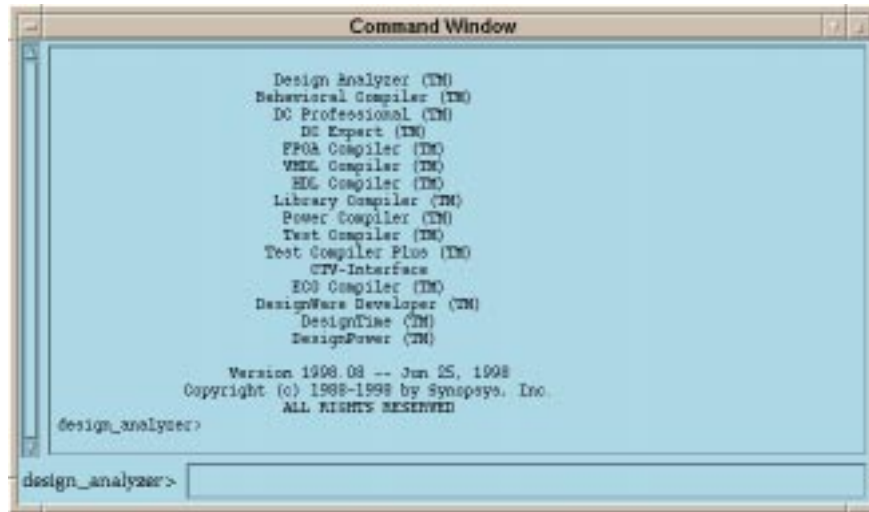 Command Window
Design Analyzer (TM)
Behavioral Compiler (TM)
DC Professional (TM)
DC Expert (TM)
FPGA Compiler (TM)
VHDL Compiler (TM)
HDL Compiler (TM)
Library Compiler (TM)
Power Compiler (TM)
Test Compiler (TM)
Test Compiler Plus (TM)
CTV-Interface
ECO Compiler (TM)
DesignWare Developer (TM)
DesignTime (TM)
DesignPower (TM)
Version 1998.08 -- Jun 25, 1998
Copyright (c) 1988-1998 by Synopsys, Inc.
ALL RIGHTS RESERVED
design_analyzer>
design_analyzer>